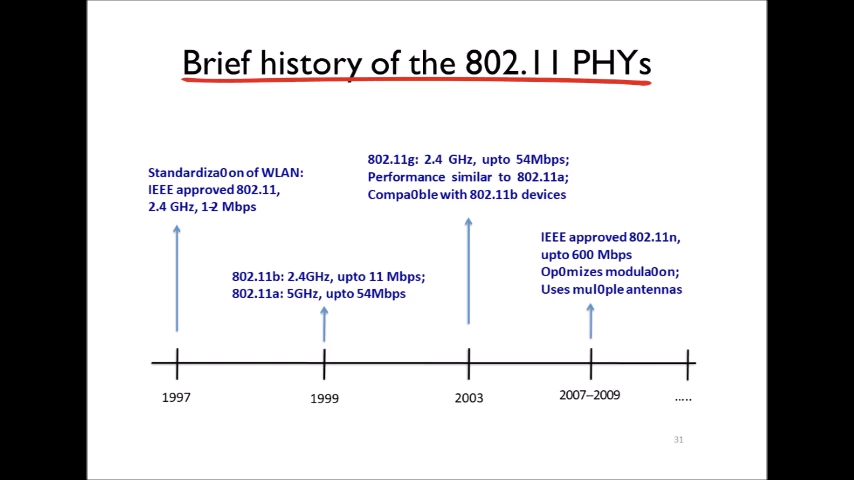 Brief history of the 802.11 PHYs
Standardiza0on of WLAN:
IEEE approved 802.11,
2.4 GHz, 1-2 Mbps
802.11b: 2.4GHz, upto 11 Mbps;
802.11a: 5GHz, upto 54Mbps
802.11g: 2.4 GHz, upto 54Mbps;
Performance similar to 802.11a;
Compa0ble with 802.11b devices
IEEE approved 802.11n,
upto 600 Mbps
Op0mizes modula0on;
Uses mul0ple antennas
1997
1999
2003
2007-2009
.....
31